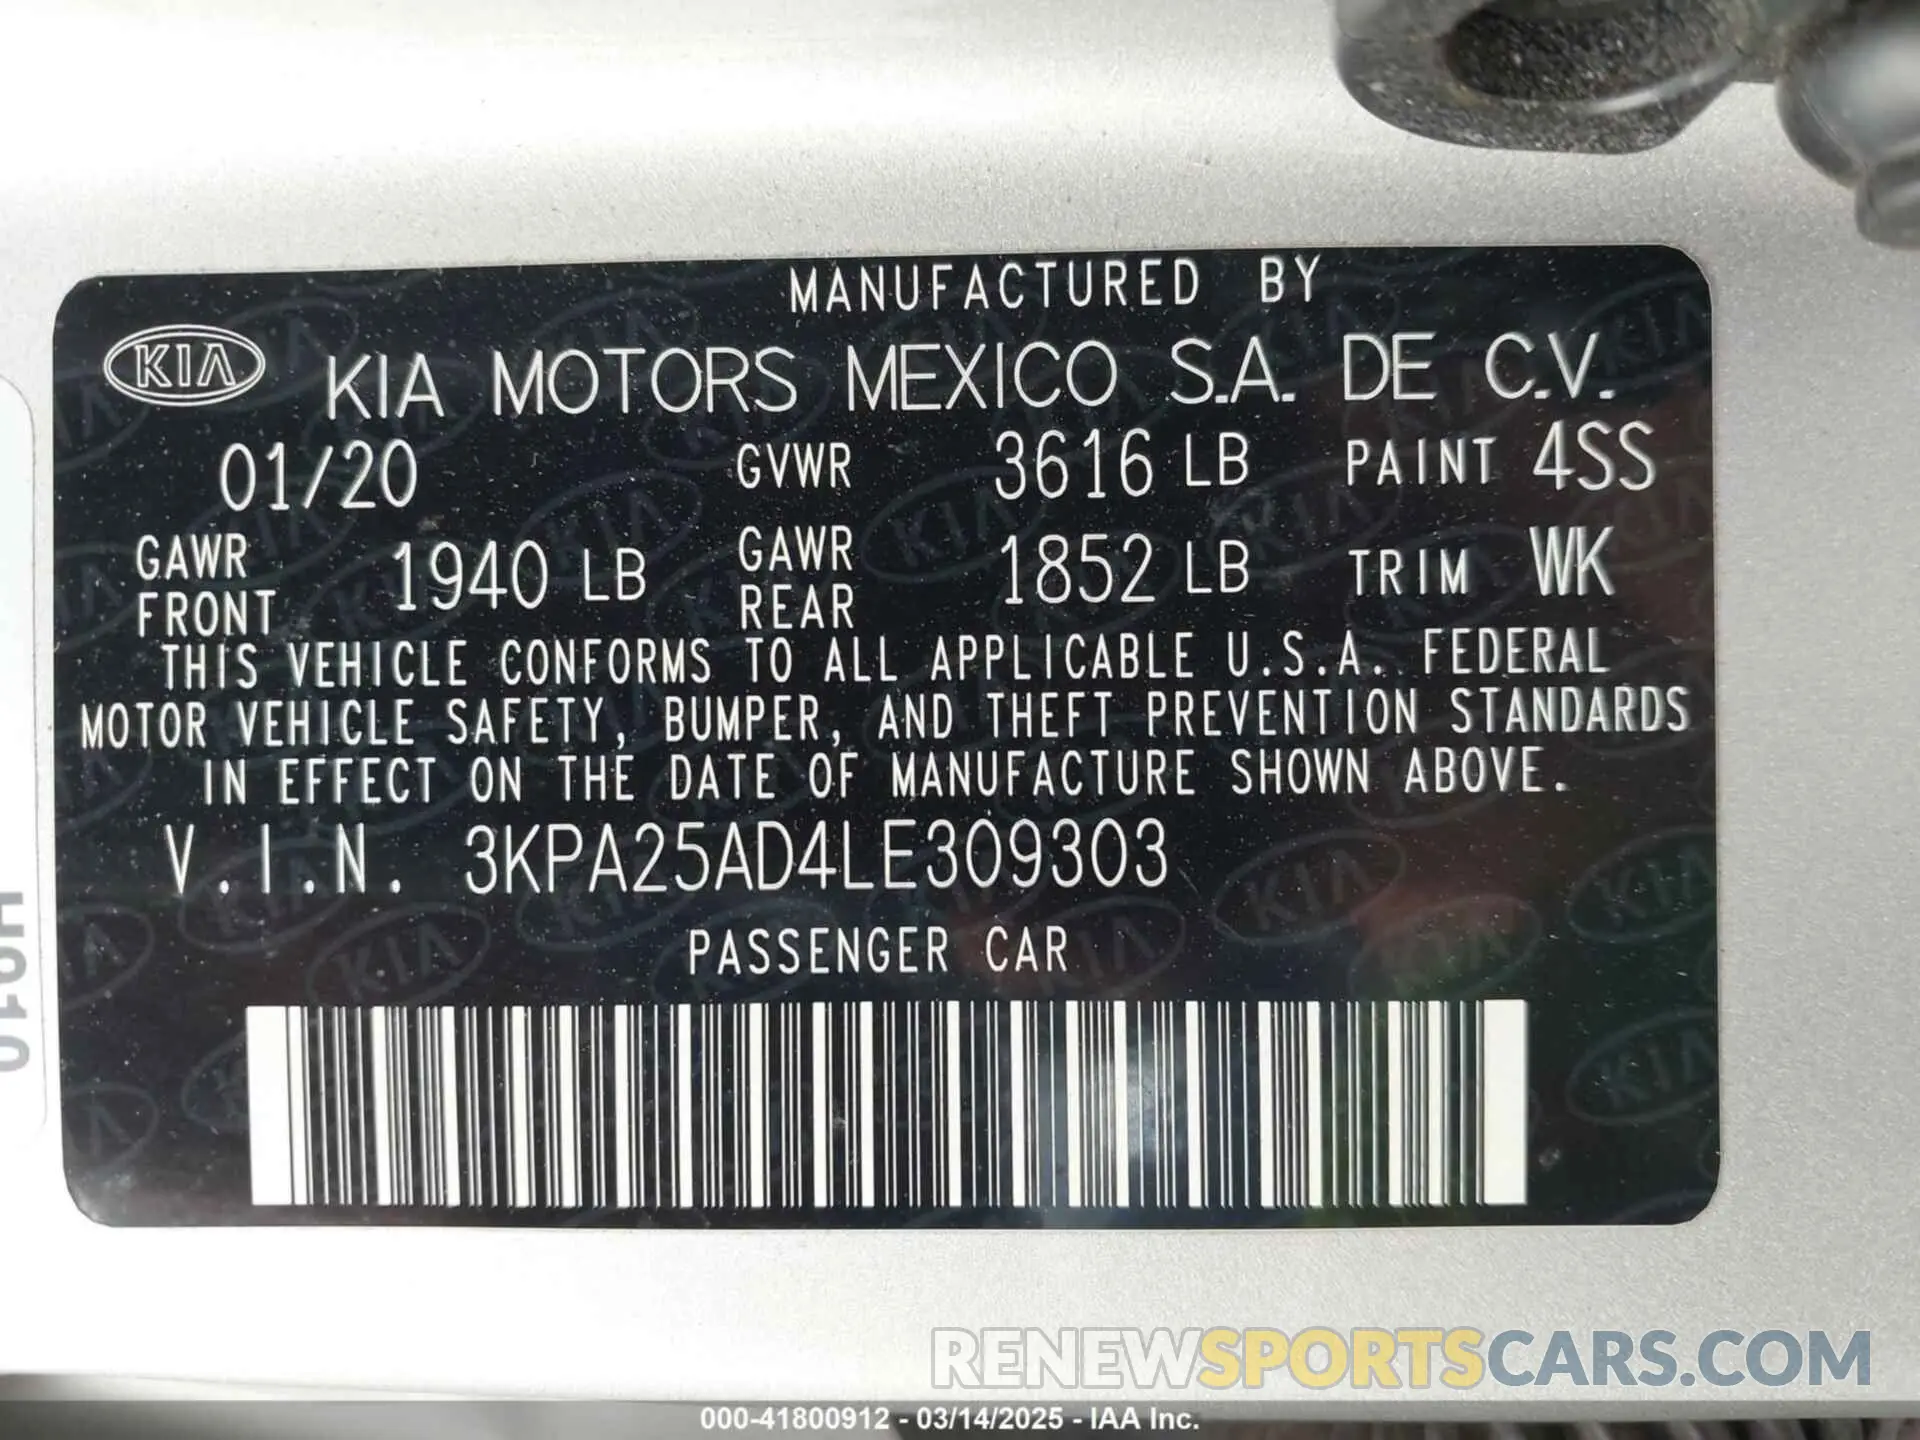 MANUFACTURED BY
KIA KIA MOTORS MEXICO S.A. DE C.V.
01/20 GVWR 3616 LB PAINT 4SS
GAWR FRONT 1940 LB GAWR REAR 1852 LB TRIM WK
THIS VEHICLE CONFORMS TO ALL APPLICABLE U.S.A. FEDERAL
MOTOR VEHICLE SAFETY, BUMPER, AND THEFT PREVENTION STANDARDS
IN EFFECT ON THE DATE OF MANUFACTURE SHOWN ABOVE.
V.I.N. 3KPA25AD4LE309303
PASSENGER CAR
RENEWSPORTSCARS.COM
000-41800912 - 03/14/2025 - IAA Inc.